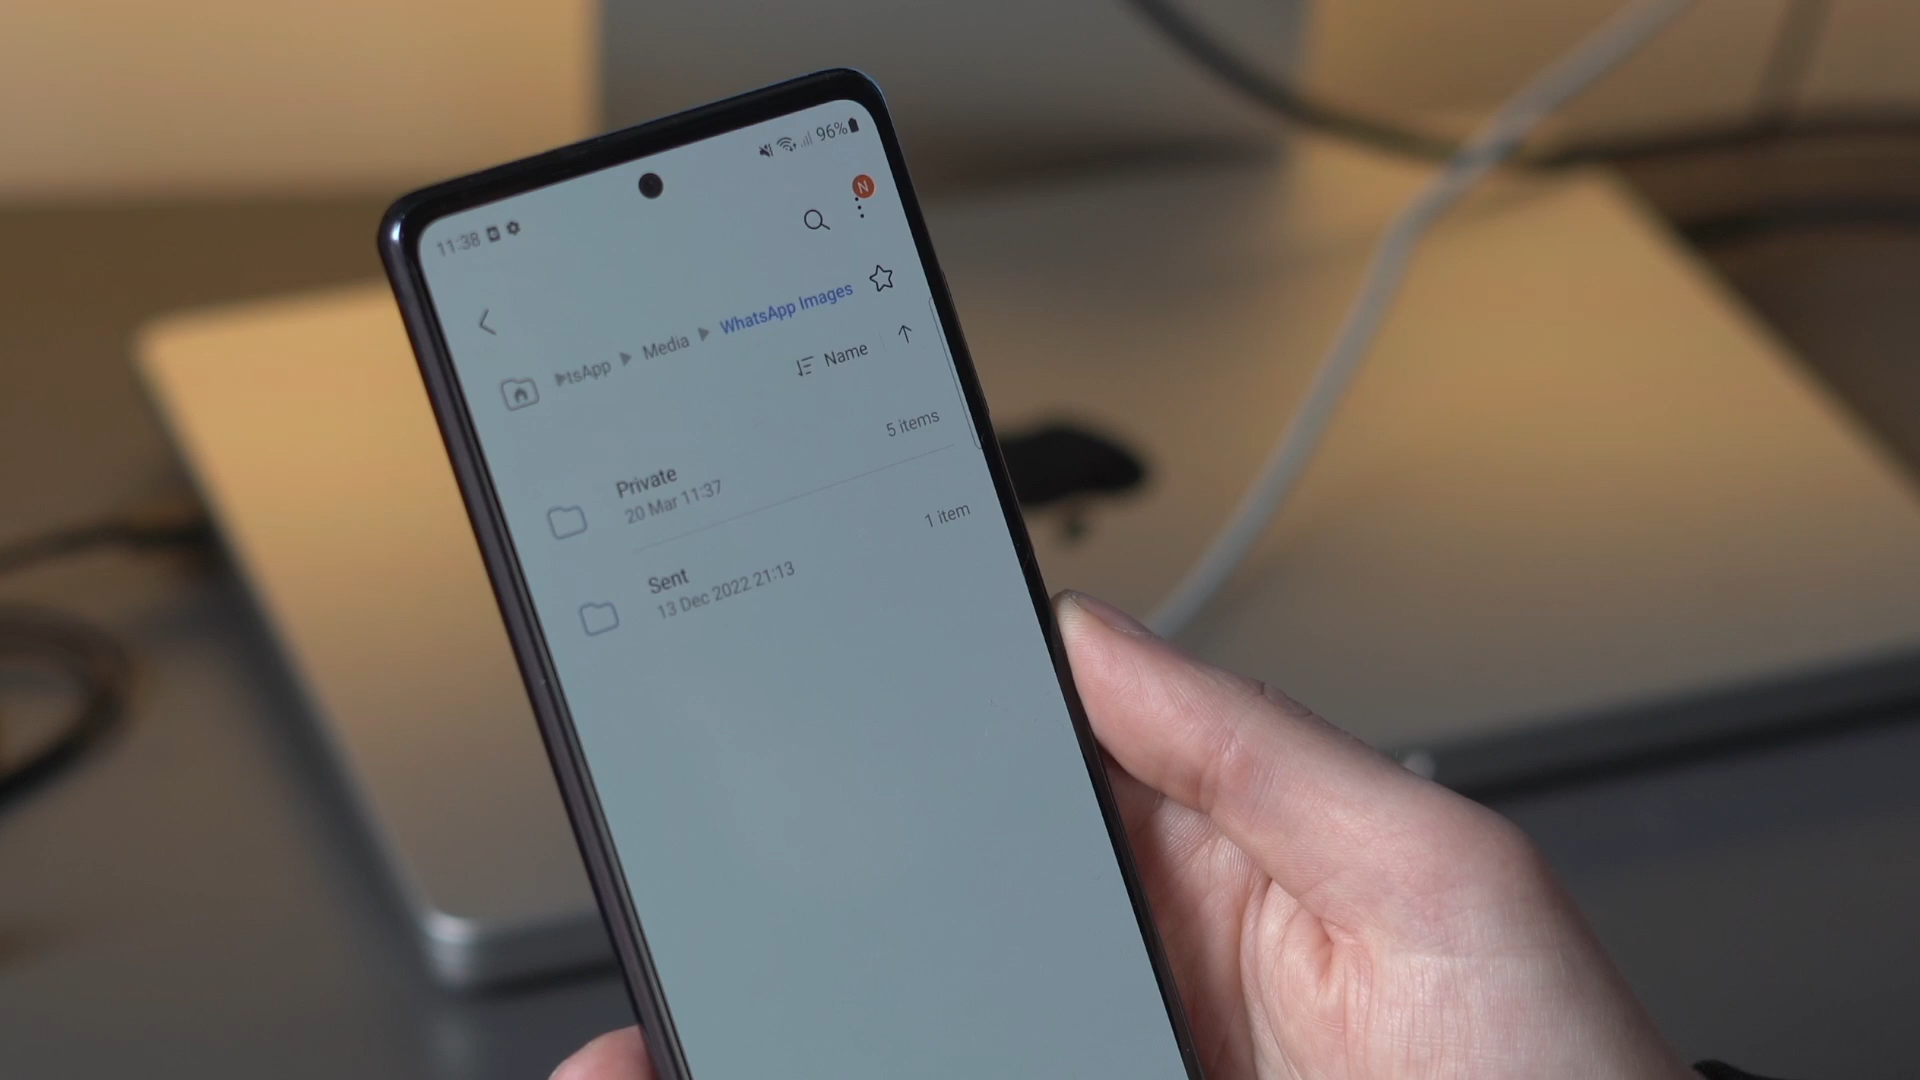 11:38
96%
N
tsApp ▶ Media ▶ WhatsApp Images
Name
Private
20 Mar 11:37
5 items
Sent
13 Dec 2022 21:13
1 item